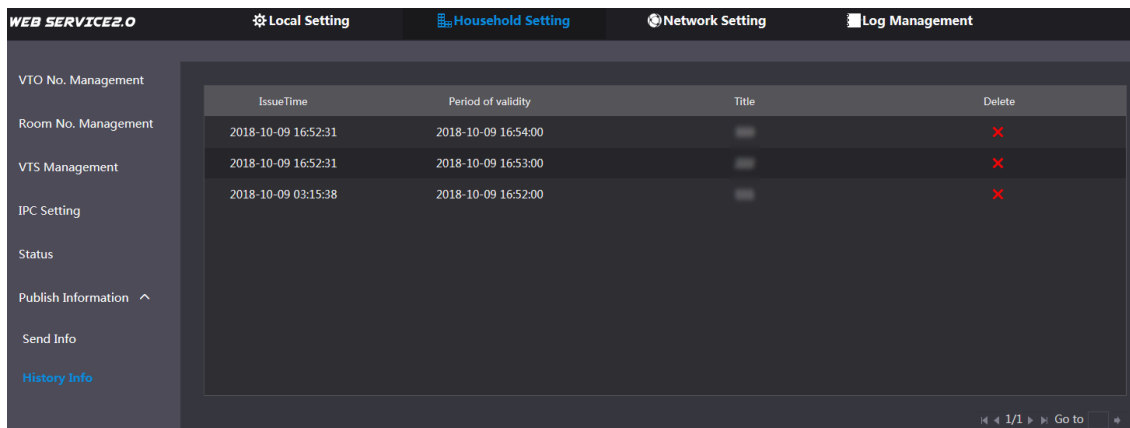 WEB SERVICE2.0 Local Setting Household Setting Network Setting Log Management
VTO No. Management
Room No. Management
VTS Management
IPC Setting
Status
Publish Information
Send Info
History Info
IssueTime Period of validity Title Delete
2018-10-09 16:52:31 2018-10-09 16:54:00
2018-10-09 16:52:31 2018-10-09 16:53:00
2018-10-09 03:15:38 2018-10-09 16:52:00
1/1 Go to